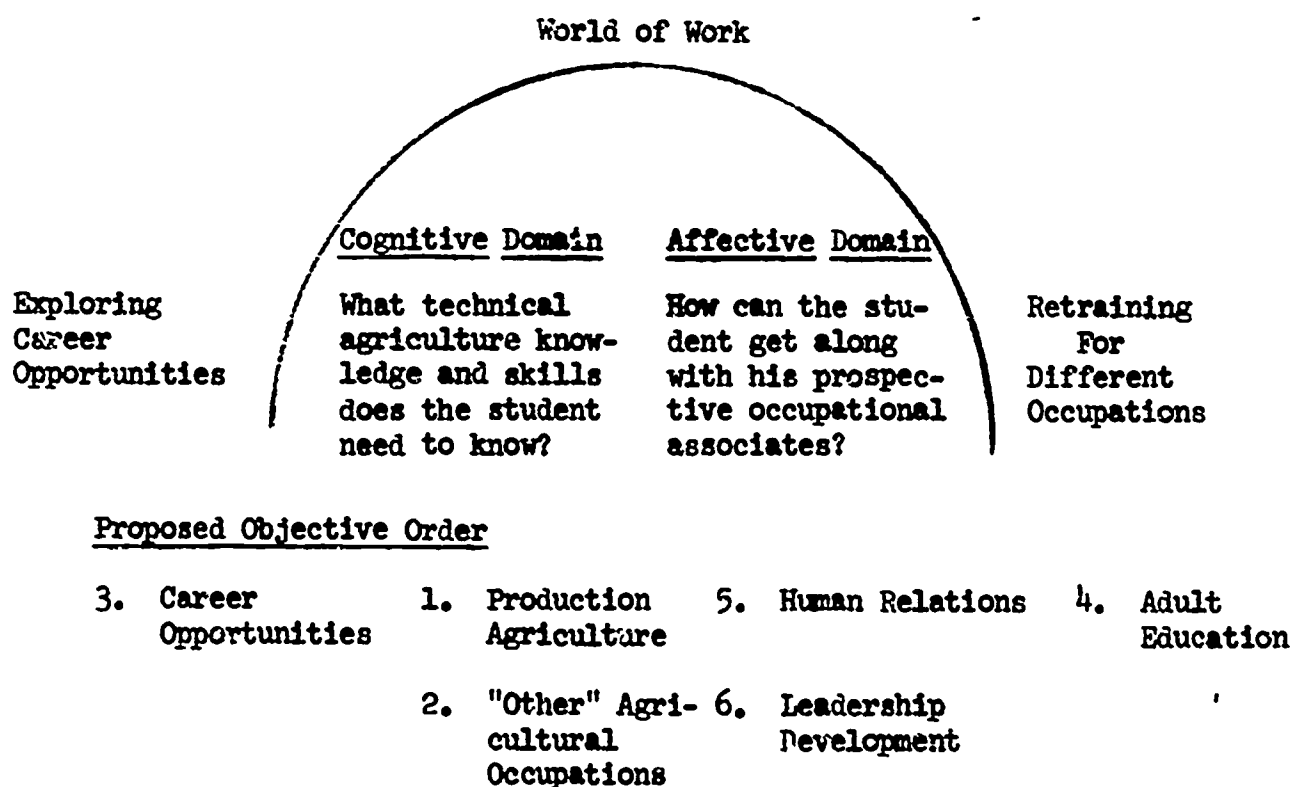 World of Work
Cognitive Domain
Affective Domain
Exploring
Career
Opportunities
What technical
agriculture know-
ledge and skills
does the student
need to know?
How can the stu-
dent get along
with his prospec-
tive occupational
associates?
Retraining
For
Different
Occupations
Proposed Objective Order
3. Career
Opportunities
1. Production
Agriculture
5. Human Relations
4. Adult
Education
2. "Other" Agri-
cultural
Occupations
6. Leadership
Development